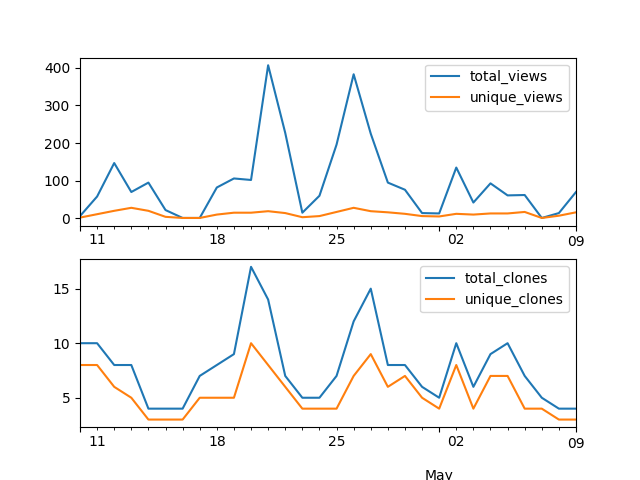 400
300
200
100
0
total_views
unique_views
11 18 25 02 09
15
10
5
total_clones
unique_clones
11 18 25 02 09
May